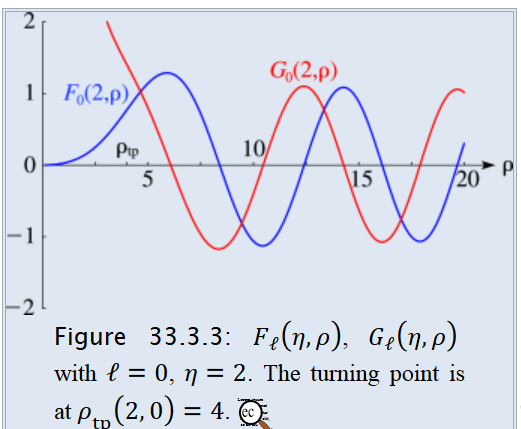 2
G₀(2,ρ)
1
F₀(2,ρ)
ρtp
10
0
5
15
20
ρ
−1
−2
Figure 33.3.3: Fℓ(η,ρ), Gℓ(η,ρ)
with ℓ = 0, η = 2. The turning point is
at ρtp(2,0) = 4. ec